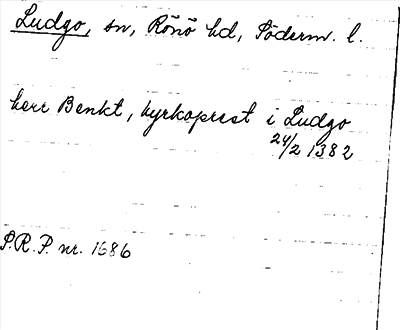 Ludgo, sn, Rönö hd, Söderm. l.
herr Benkt, kyrkoprest i Ludgo
24/2 1382
S.R.P. nr. 1686